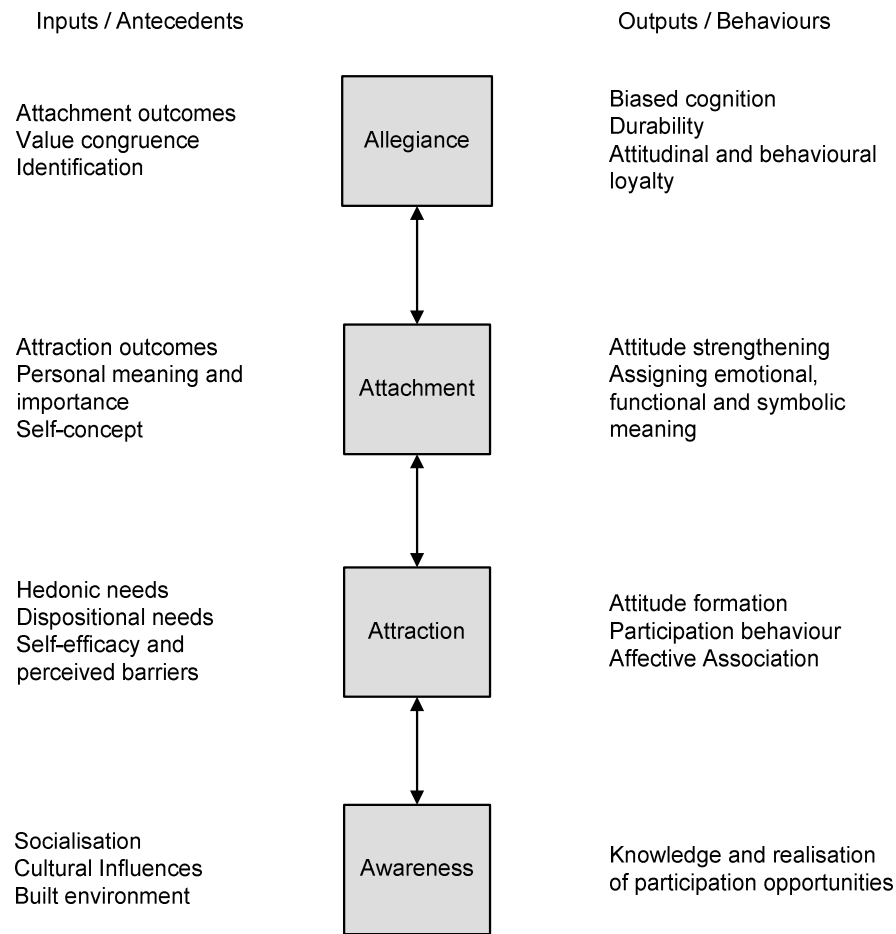 Inputs / Antecedents
Outputs / Behaviours
Attachment outcomes
Value congruence
Identification
Allegiance
Biased cognition
Durability
Attitudinal and behavioural
loyalty
Attraction outcomes
Personal meaning and
importance
Self-concept
Attachment
Attitude strengthening
Assigning emotional,
functional and symbolic
meaning
Hedonic needs
Dispositional needs
Self-efficacy and
perceived barriers
Attraction
Attitude formation
Participation behaviour
Affective Association
Socialisation
Cultural Influences
Built environment
Awareness
Knowledge and realisation
of participation opportunities